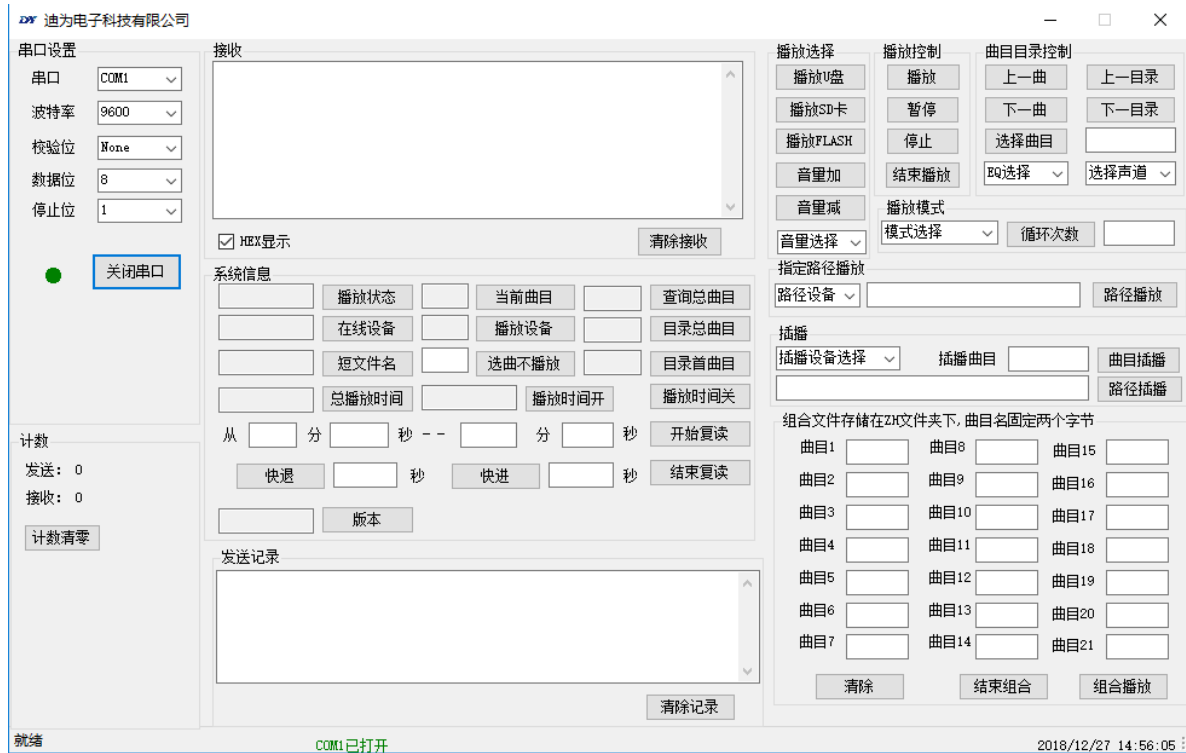 DY 迪为电子科技有限公司
串口设置
串口 COM1
波特率 9600
校验位 None
数据位 8
停止位 1
关闭串口
计数
发送: 0
接收: 0
计数清零
接收
HEX显示 清除接收
系统信息
播放状态 当前曲目 查询总曲目
在线设备 播放设备 目录总曲目
短文件名 选曲不播放 目录首曲目
总播放时间 播放时间开 播放时间关
从 分 秒 -- 分 秒 开始复读
快退 秒 快进 秒 结束复读
版本
发送记录
清除记录
播放选择
播放U盘
播放SD卡
播放FLASH
音量加
音量减
音量选择
播放控制
播放
暂停
停止
结束播放
曲目目录控制
上一曲 上一目录
下一曲 下一目录
选择曲目
EQ选择 选择声道
播放模式
模式选择 循环次数
指定路径播放
路径设备 路径播放
插播
插播设备选择 插播曲目 曲目插播
路径插播
组合文件存储在ZH文件夹下,曲目名固定两个字节
曲目1 曲目8 曲目15
曲目2 曲目9 曲目16
曲目3 曲目10 曲目17
曲目4 曲目11 曲目18
曲目5 曲目12 曲目19
曲目6 曲目13 曲目20
曲目7 曲目14 曲目21
清除 结束组合 组合播放
就绪 COM1已打开 2018/12/27 14:56:05